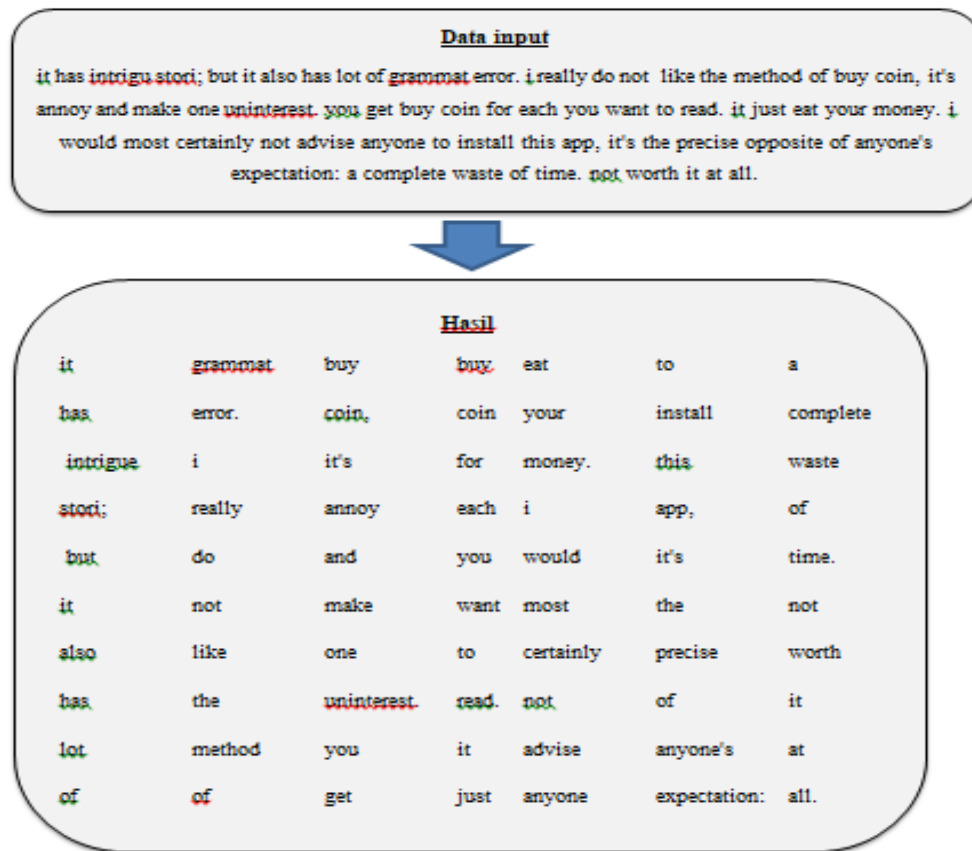 Data input
it has intrigu stori; but it also has lot of grammat error. i really do not like the method of buy coin, it's
annoy and make one uninterest. you get buy coin for each you want to read. it just eat your money. i
would most certainly not advise anyone to install this app, it's the precise opposite of anyone's
expectation: a complete waste of time. not worth it at all.
Hasil
it grammat buy buy eat to a
has error. coin, coin your install complete
intrigue i it's for money. this waste
stori; really annoy each i app, of
but do and you would it's time.
it not make want most the not
also like one to certainly precise worth
has the uninterest. read. not of it
lot method you it advise anyone's at
of of get just anyone expectation: all.